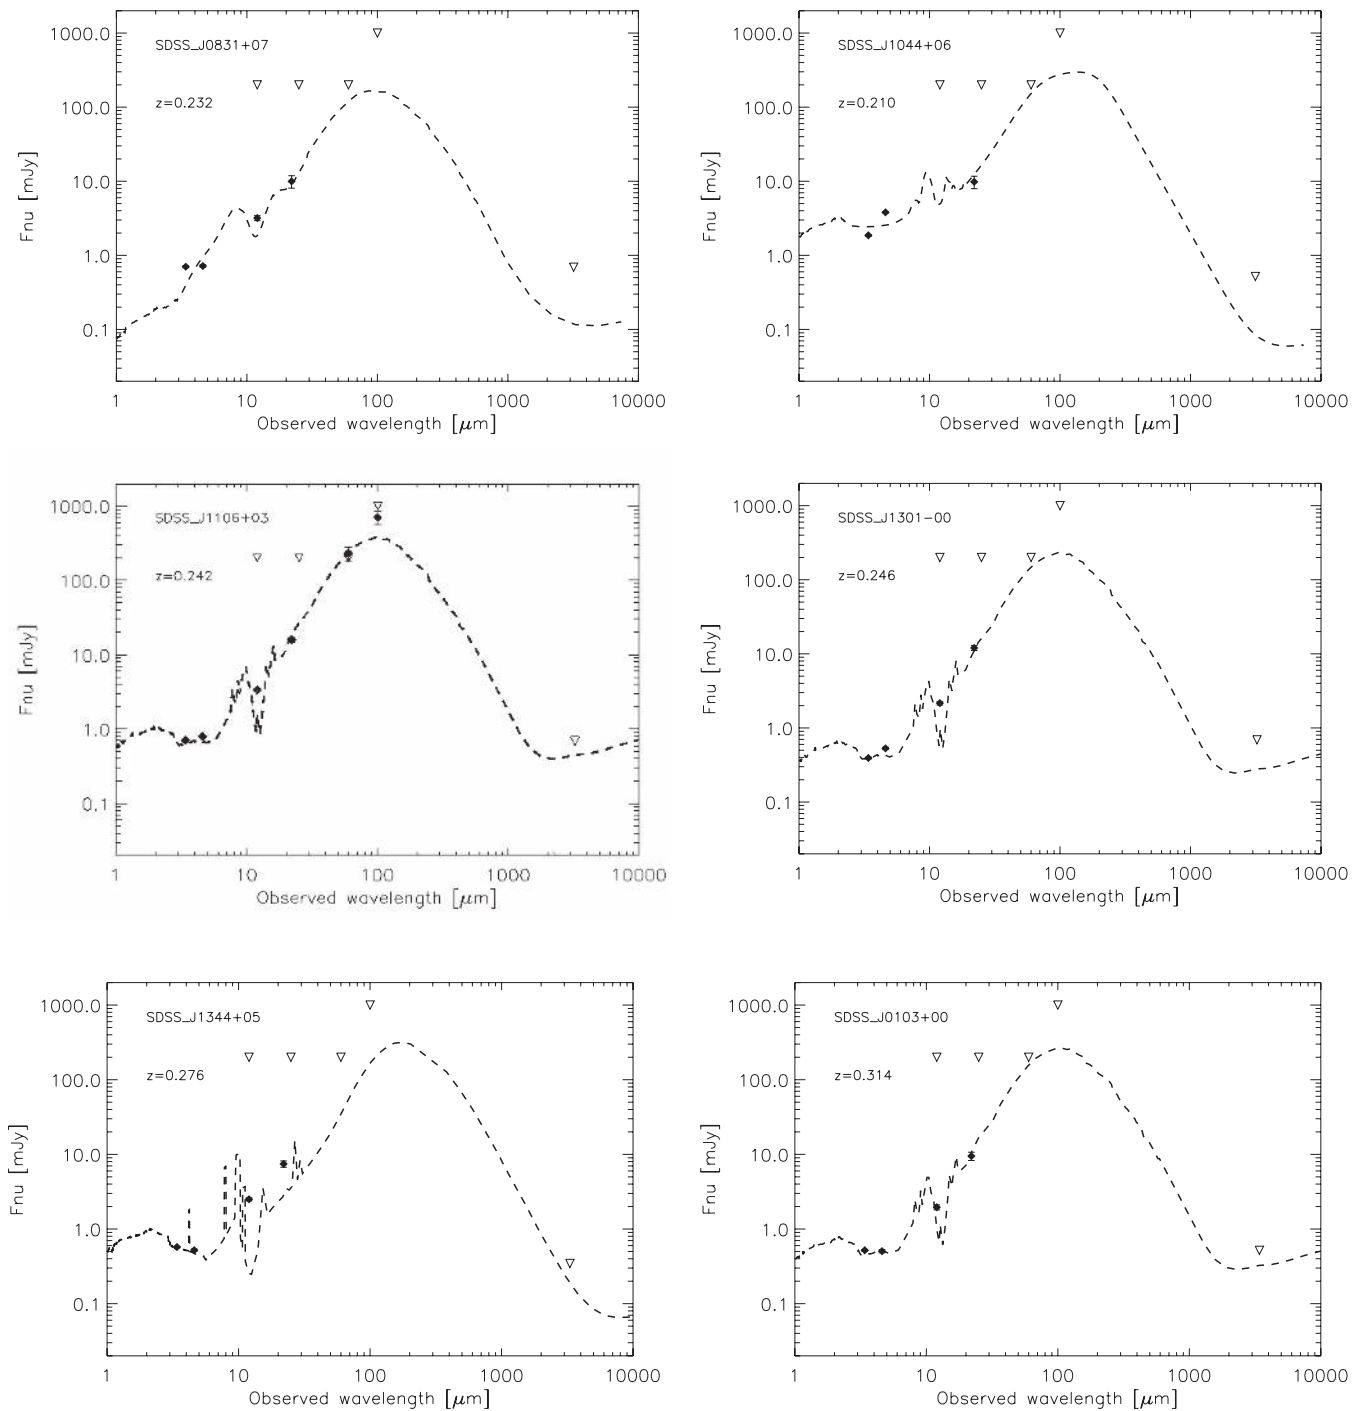 1000.0
SDSS_J0831+07
100.0
z=0.232
10.0
1.0
0.1
Fnu [mJy]
1 10 100 1000 10000
Observed wavelength [μm]
1000.0
SDSS_J1044+06
100.0
z=0.210
10.0
1.0
0.1
Fnu [mJy]
1 10 100 1000 10000
Observed wavelength [μm]
1000.0
SDSS_J1106+03
100.0
z=0.242
10.0
1.0
0.1
Fnu [mJy]
1 10 100 1000 10000
Observed wavelength [μm]
1000.0
SDSS_J1301-00
100.0
z=0.246
10.0
1.0
0.1
Fnu [mJy]
1 10 100 1000 10000
Observed wavelength [μm]
1000.0
SDSS_J1344+05
100.0
z=0.276
10.0
1.0
0.1
Fnu [mJy]
1 10 100 1000 10000
Observed wavelength [μm]
1000.0
SDSS_J0103+00
100.0
z=0.314
10.0
1.0
0.1
Fnu [mJy]
1 10 100 1000 10000
Observed wavelength [μm]